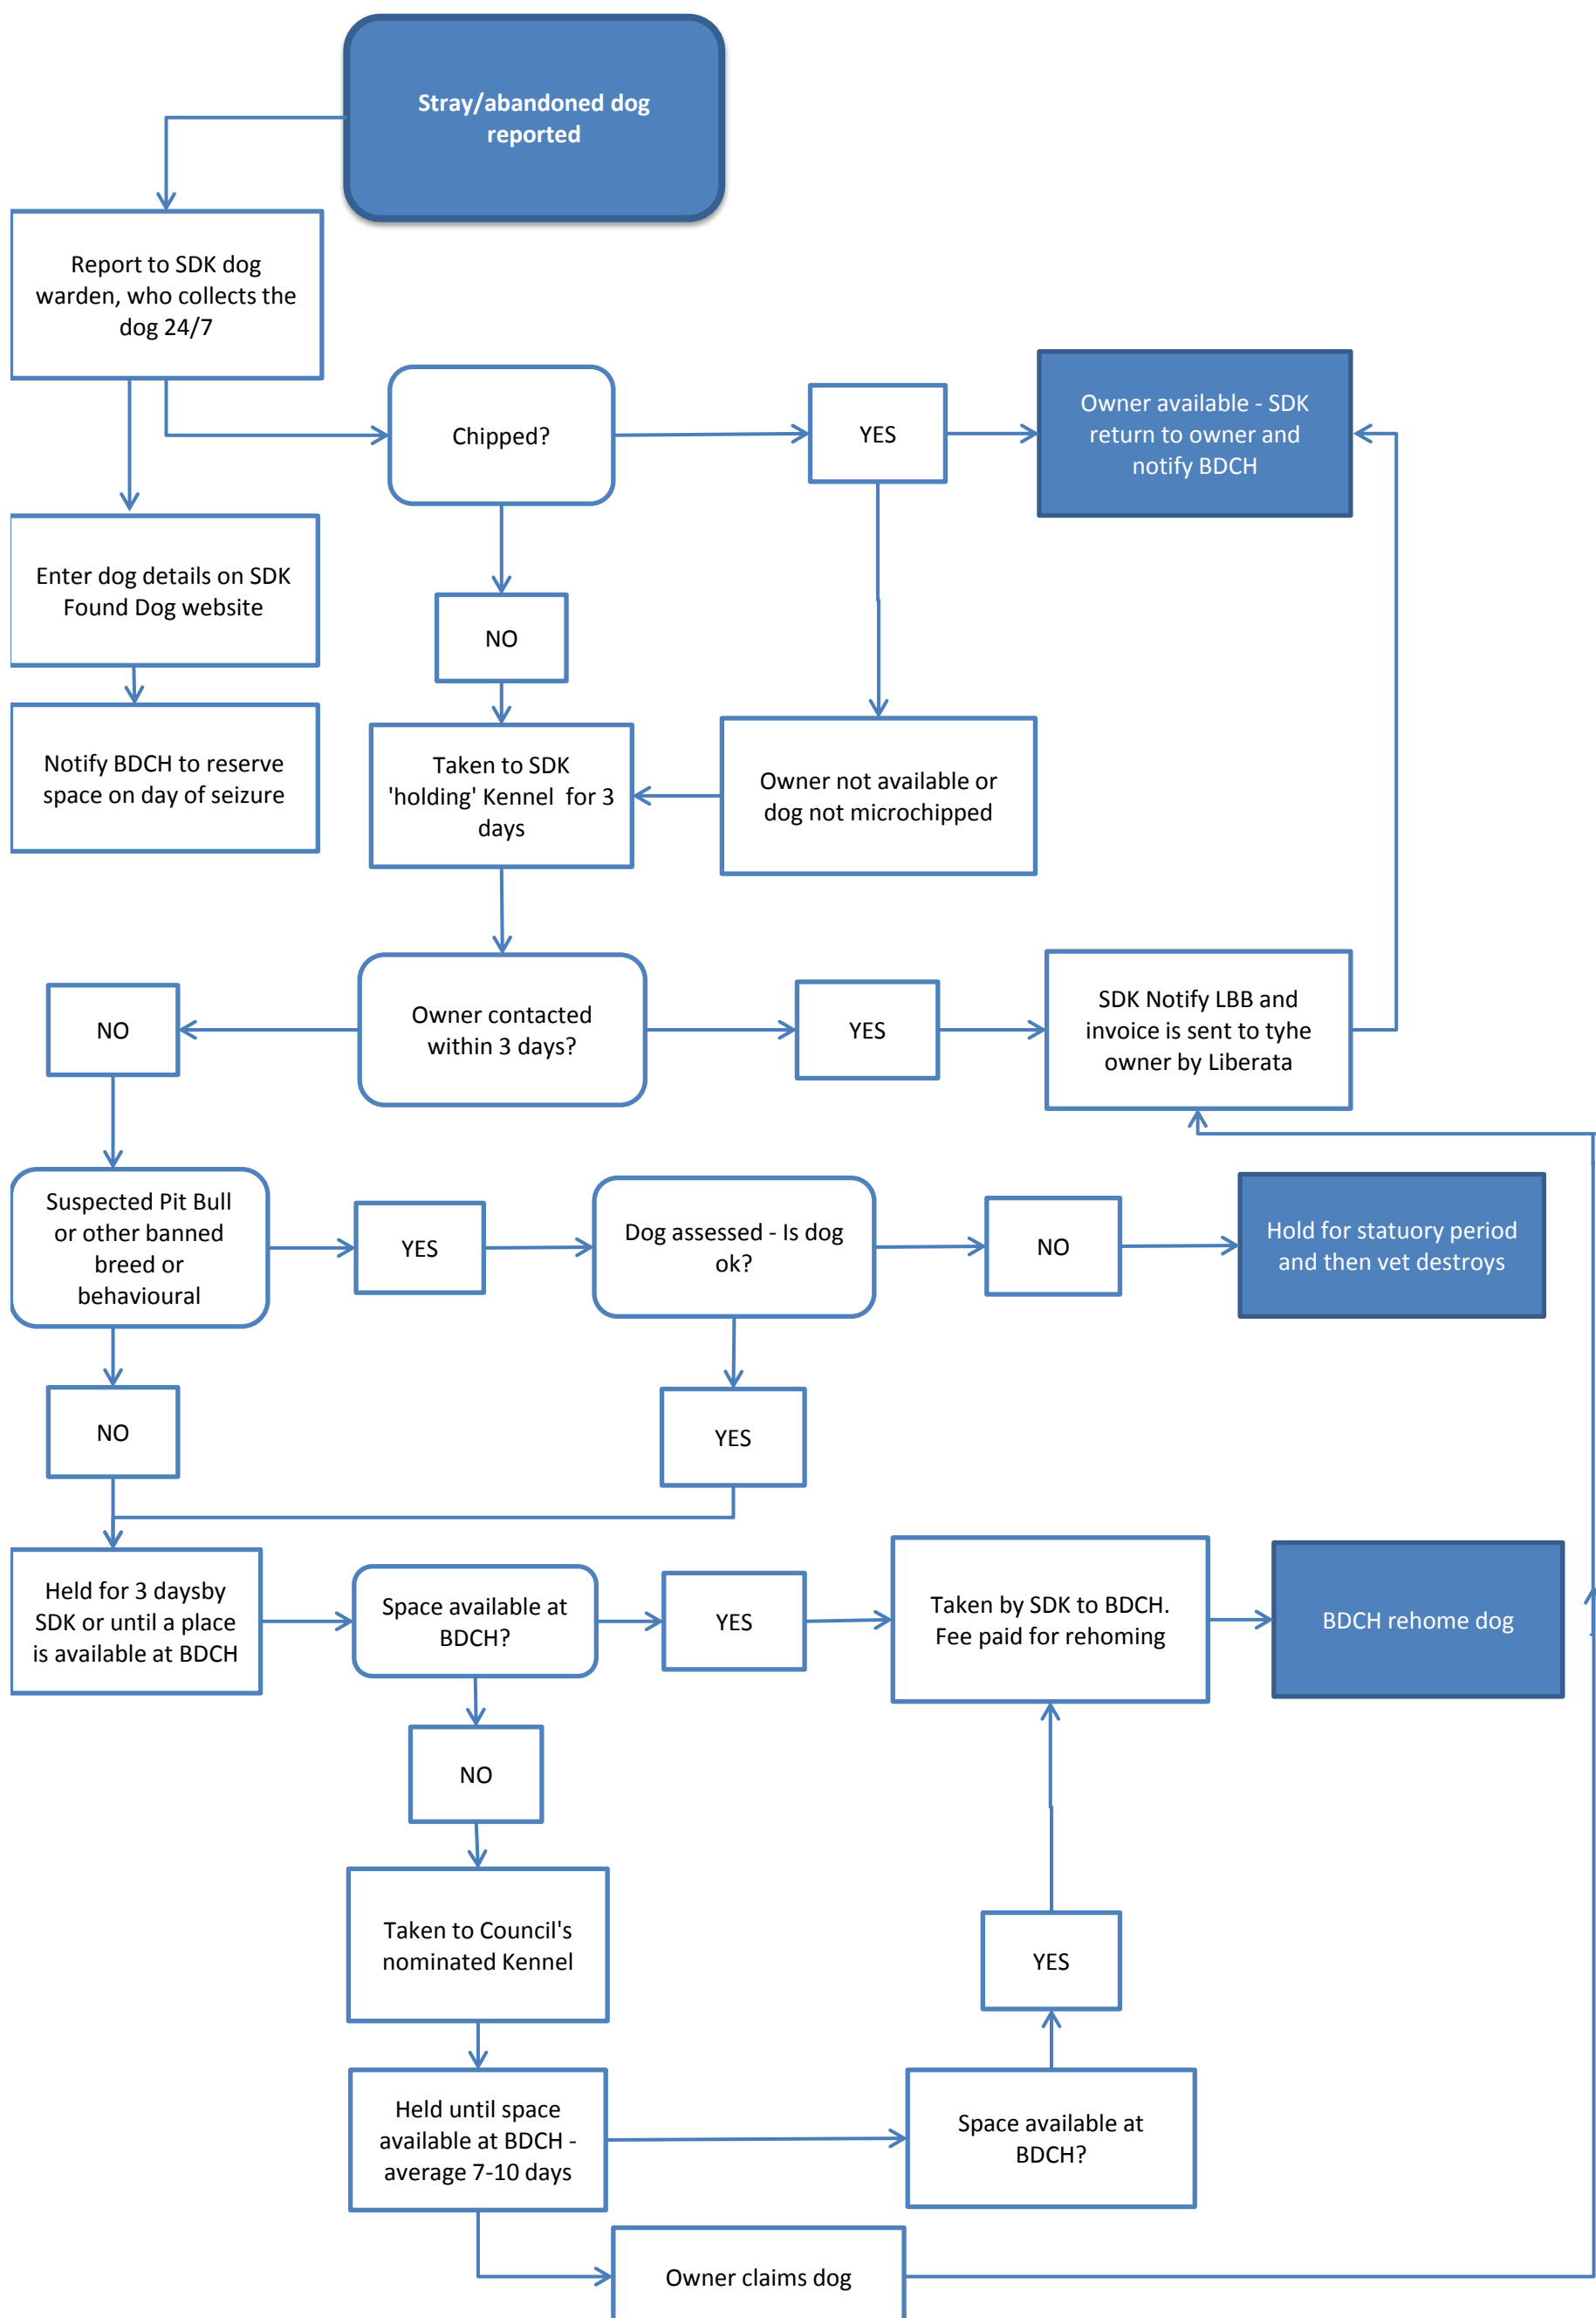 Stray/abandoned dog
reported
Report to SDK dog
warden, who collects the
dog 24/7
Chipped?
YES
Owner available - SDK
return to owner and
notify BDCH
Enter dog details on SDK
Found Dog website
NO
Notify BDCH to reserve
space on day of seizure
Taken to SDK
'holding' Kennel for 3
days
Owner not available or
dog not microchipped
NO
Owner contacted
within 3 days?
YES
SDK Notify LBB and
invoice is sent to tyhe
owner by Liberata
Suspected Pit Bull
or other banned
breed or
behavioural
YES
Dog assessed - Is dog
ok?
NO
Hold for statuory period
and then vet destroys
NO
YES
Held for 3 daysby
SDK or until a place
is available at BDCH
Space available at
BDCH?
YES
Taken by SDK to BDCH.
Fee paid for rehoming
BDCH rehome dog
NO
Taken to Council's
nominated Kennel
YES
Held until space
available at BDCH -
average 7-10 days
Space available at
BDCH?
Owner claims dog